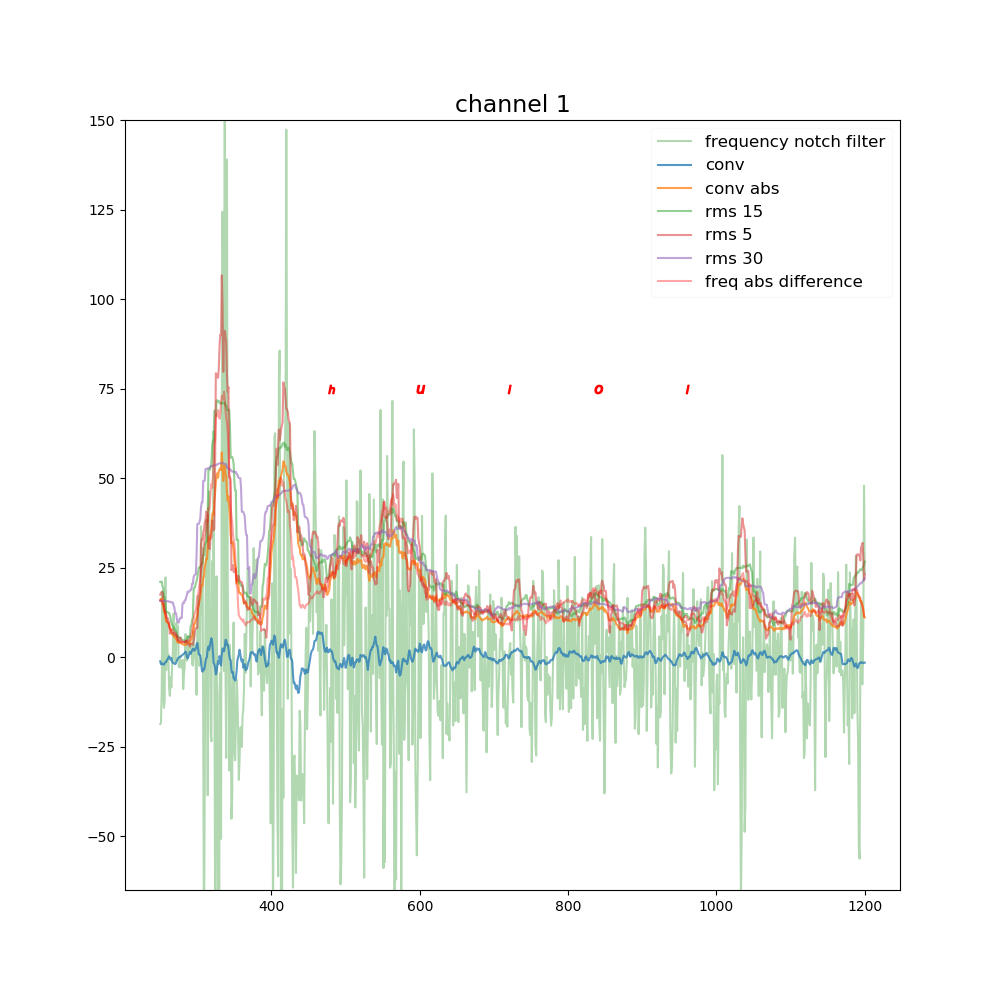 channel 1
150
125
100
75
50
25
0
−25
−50
frequency notch filter
conv
conv abs
rms 15
rms 5
rms 30
freq abs difference
h u l o l
400 600 800 1000 1200